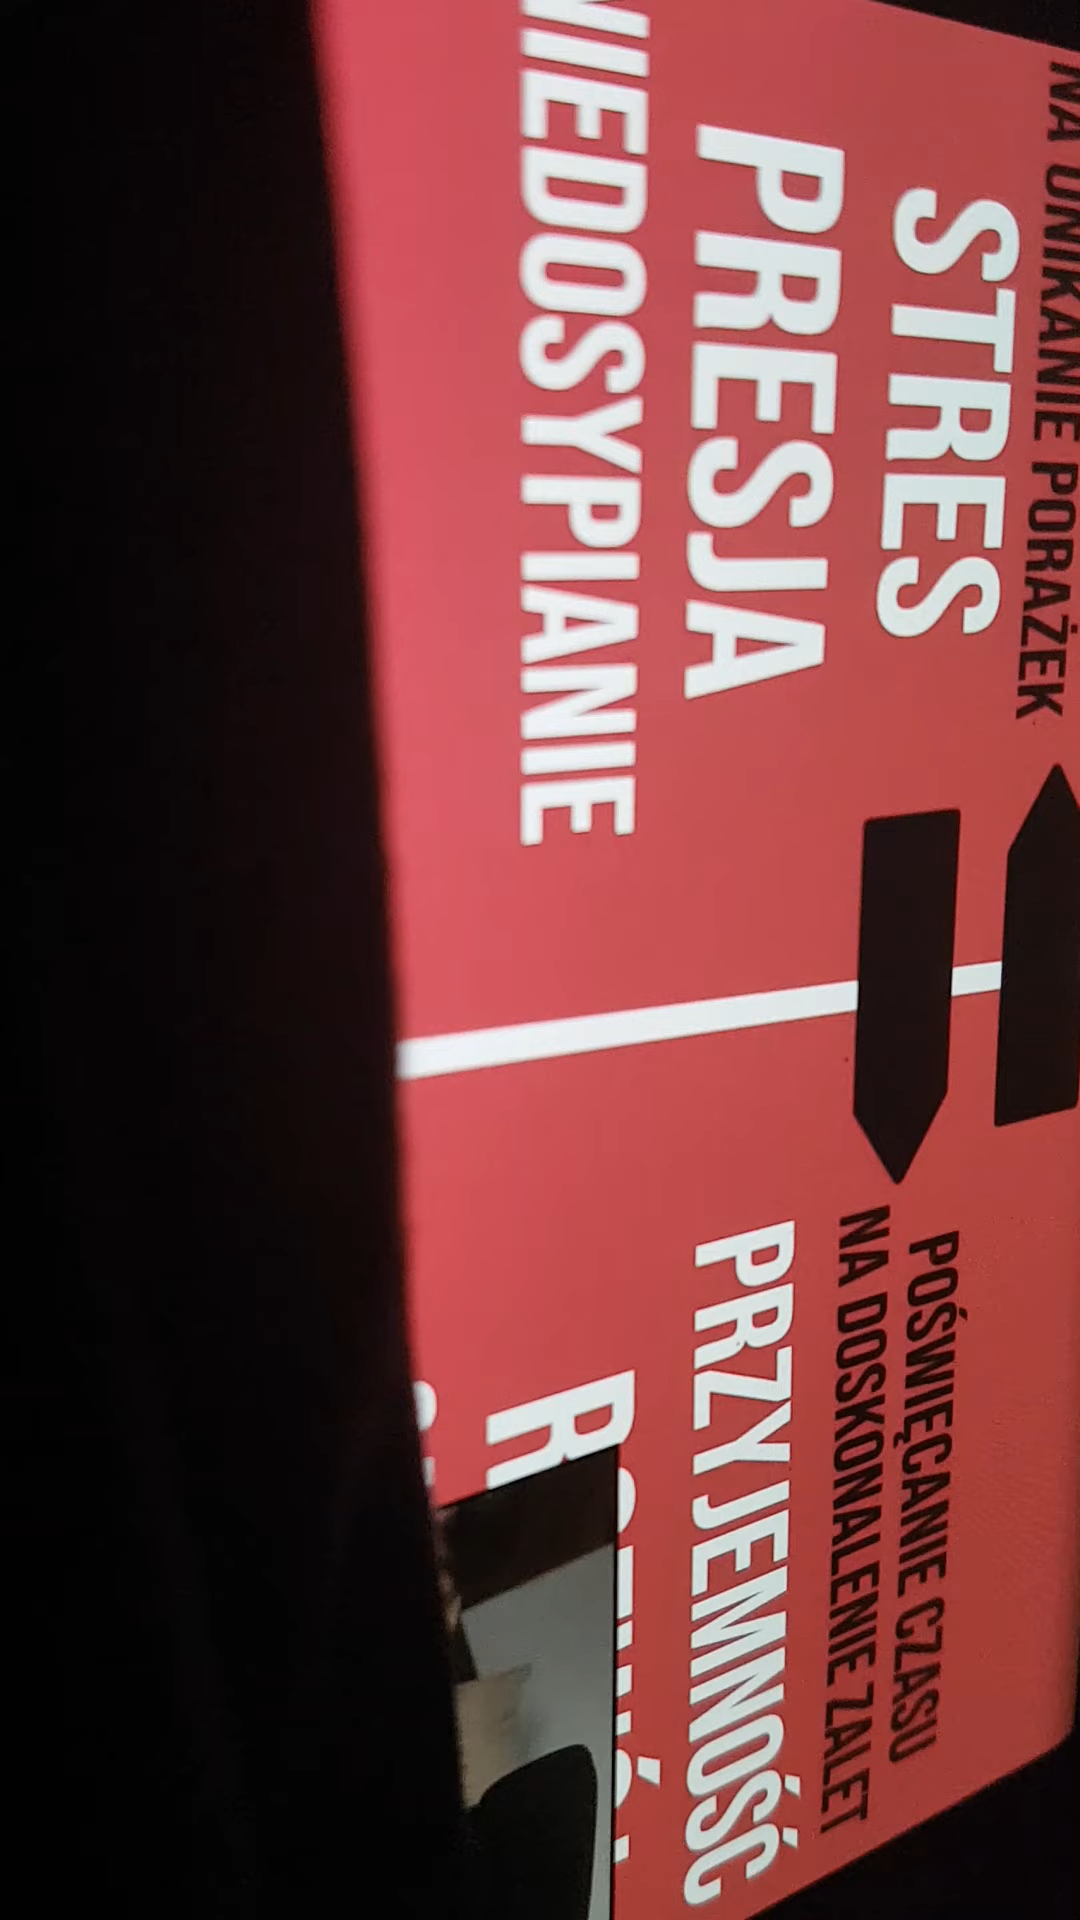 NA UNIKANIE PORAŻEK
STRES
PRESJA
NIEDOSYPIANIE
POŚWIĘCANIE CZASU
NA DOSKONALENIE ZALET
PRZYJEMNOŚĆ